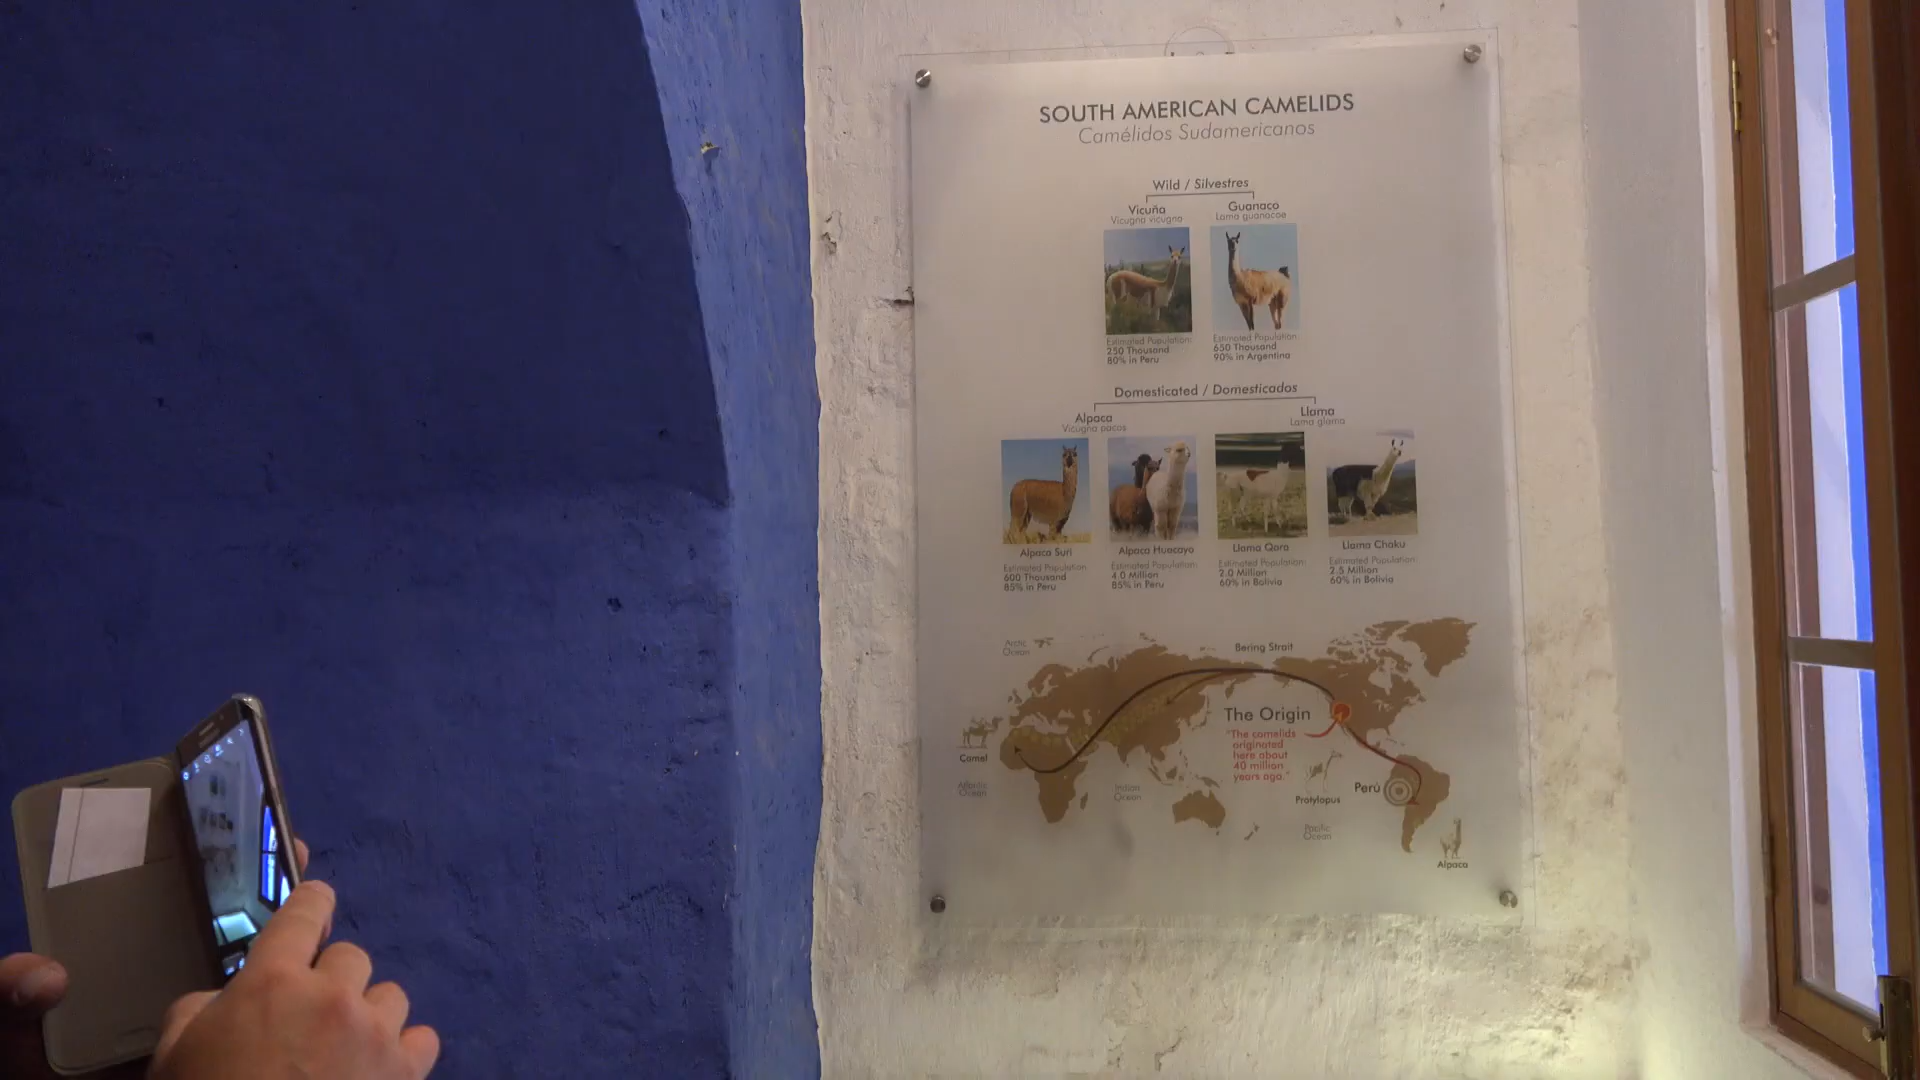 SOUTH AMERICAN CAMELIDS
Camélidos Sudamericanos
Wild / Silvestres
Vicuña
Vicugna vicugna
Guanaco
Lama guanacoe
Estimated Population:
250 Thousand
80% in Peru
Estimated Population:
650 Thousand
90% in Argentina
Domesticated / Domesticados
Alpaca
Vicugna pacos
Llama
Lama glama
Alpaca Suri
Estimated Population:
600 Thousand
85% in Peru
Alpaca Huacaya
Estimated Population:
4.0 Million
85% in Peru
Llama Qara
Estimated Population:
2.0 Million
60% in Bolivia
Llama Chaku
Estimated Population:
2.5 Million
60% in Bolivia
Arctic
Ocean
Bering Strait
The Origin
"The camelids
originated
here about
40 million
years ago."
Camel
Atlantic
Ocean
Indian
Ocean
Protylopus
Perú
Pacific
Ocean
Alpaca